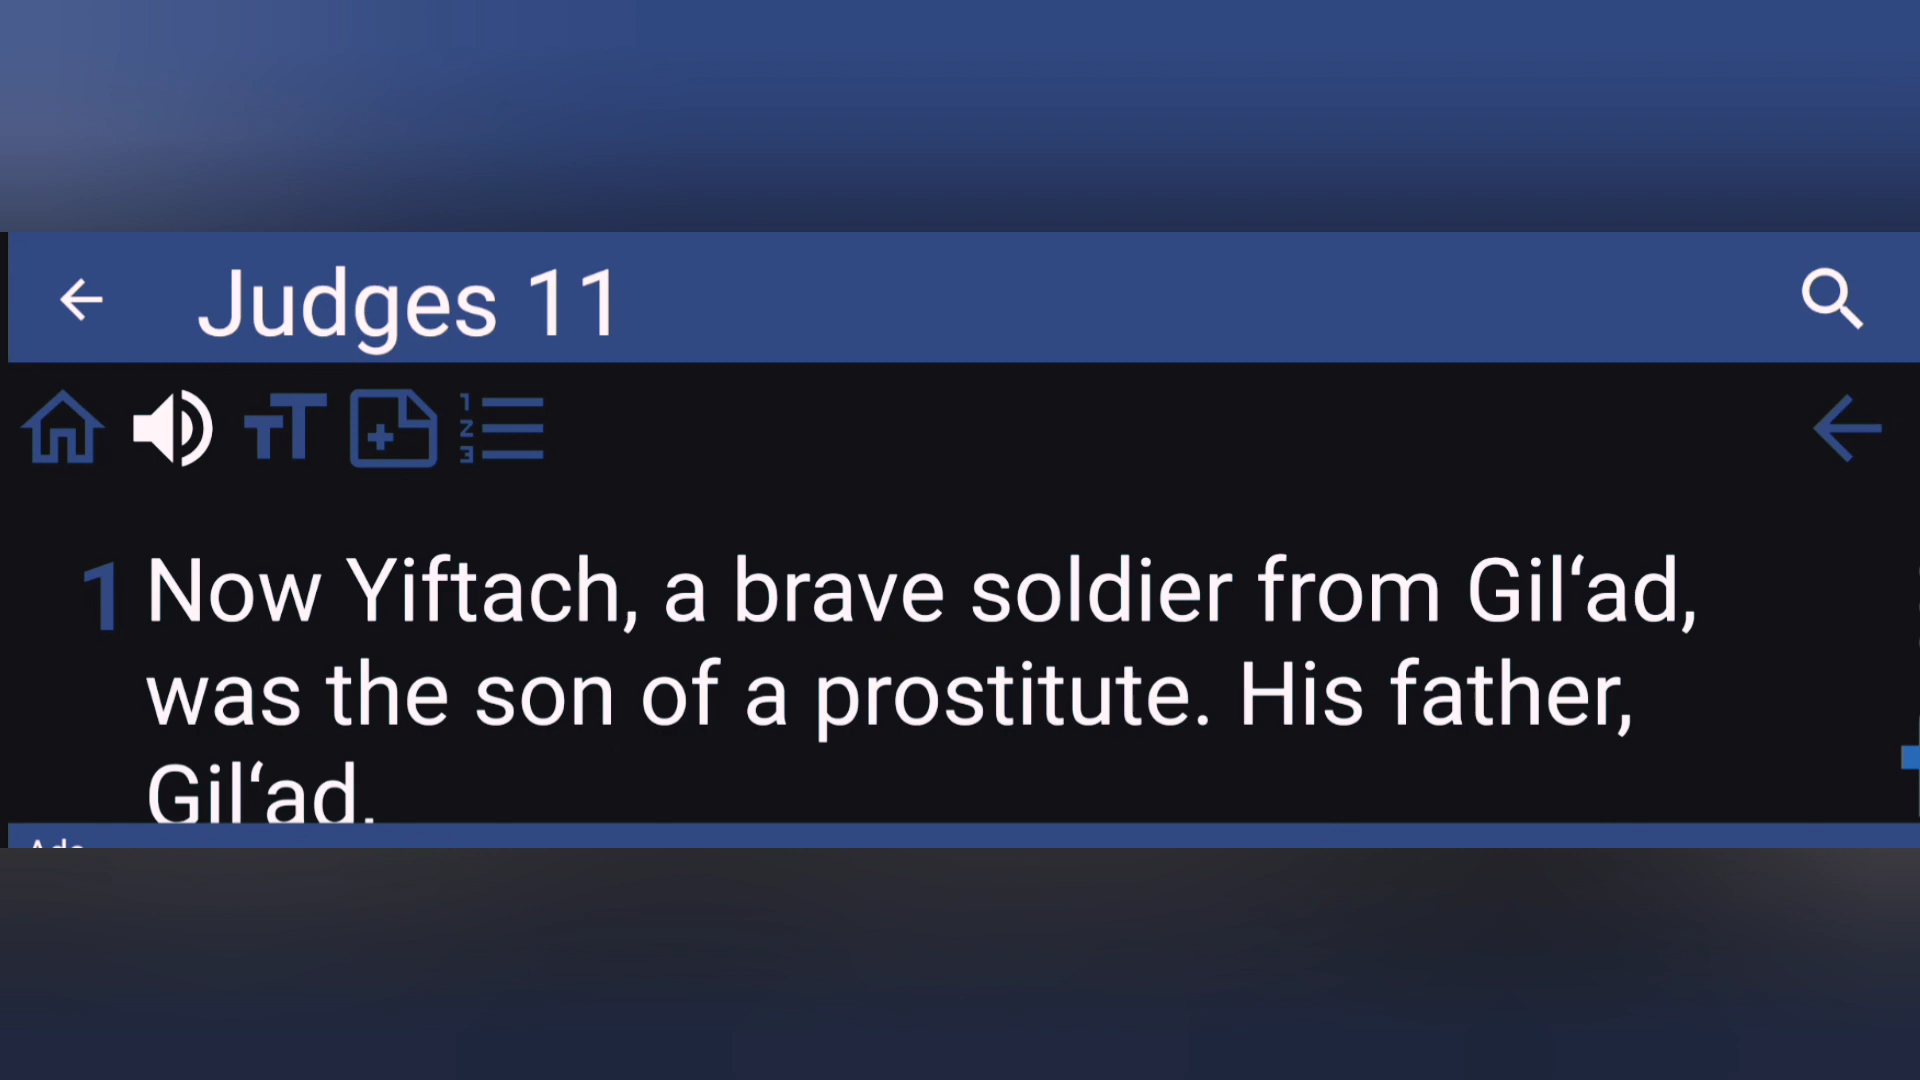 Judges 11
1 Now Yiftach, a brave soldier from Gil‘ad,
was the son of a prostitute. His father,
Gil‘ad,